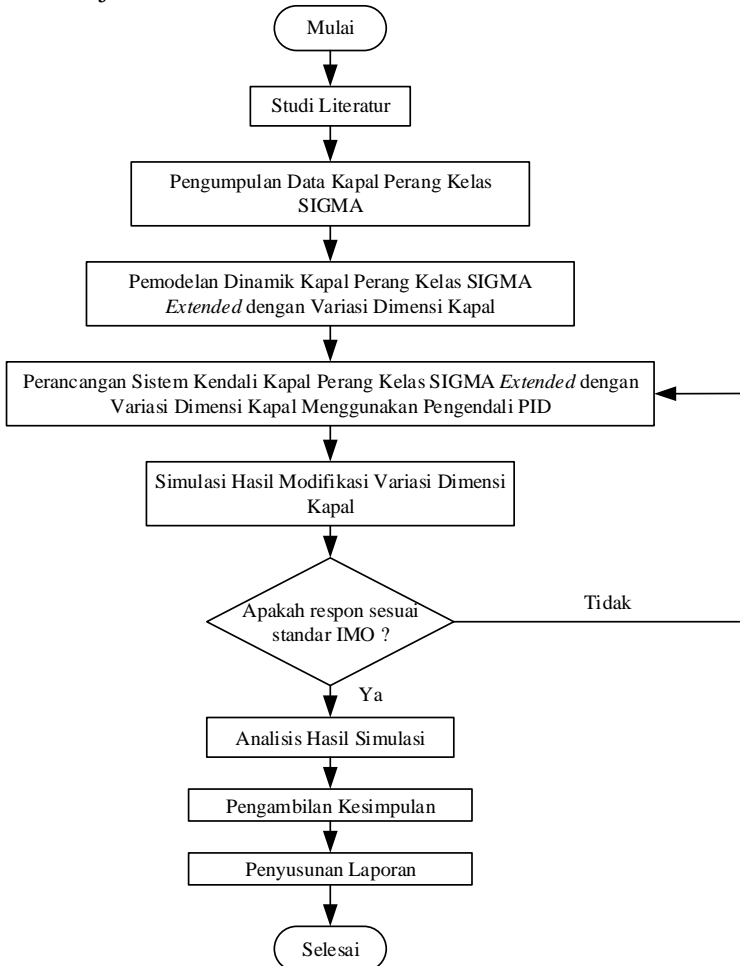 Mulai
Studi Literatur
Pengumpulan Data Kapal Perang Kelas
SIGMA
Pemodelan Dinamik Kapal Perang Kelas SIGMA
Extended dengan Variasi Dimensi Kapal
Perancangan Sistem Kendali Kapal Perang Kelas SIGMA Extended dengan
Variasi Dimensi Kapal Menggunakan Pengendali PID
Simulasi Hasil Modifikasi Variasi Dimensi
Kapal
Apakah respon sesuai
standar IMO ?
Tidak
Ya
Analisis Hasil Simulasi
Pengambilan Kesimpulan
Penyusunan Laporan
Selesai